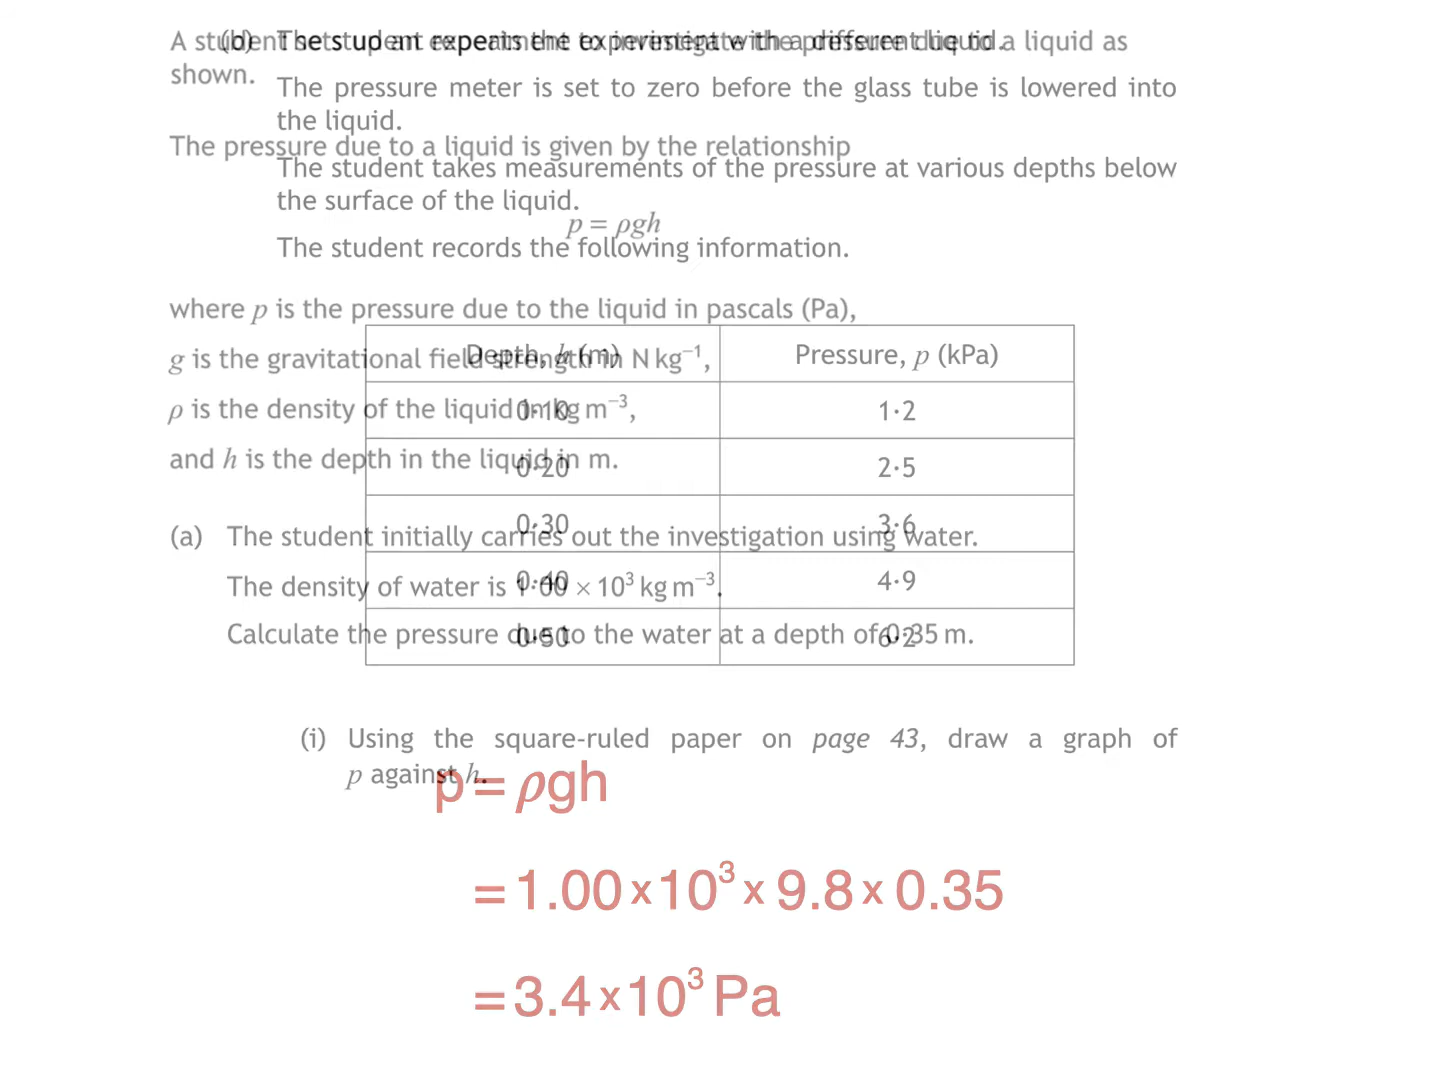 A student sets up an experiment to investigate the pressure due to a liquid as
shown.
The pressure due to a liquid is given by the relationship
p = ρgh
where p is the pressure due to the liquid in pascals (Pa),
g is the gravitational field strength in N kg⁻¹,
ρ is the density of the liquid in kg m⁻³,
and h is the depth in the liquid in m.
(a) The student initially carries out the investigation using water.
The density of water is 1·00 × 10³ kg m⁻³.
Calculate the pressure due to the water at a depth of 0·35 m.
p = ρgh
= 1.00 x 10³ x 9.8 x 0.35
= 3.4 x 10³ Pa
(b) The student repeats the experiment with a different liquid.
The pressure meter is set to zero before the glass tube is lowered into
the liquid.
The student takes measurements of the pressure at various depths below
the surface of the liquid.
The student records the following information.
Depth, h (m) Pressure, p (kPa)
0·10 1·2
0·20 2·5
0·30 3·6
0·40 4·9
0·50 6·2
(i) Using the square-ruled paper on page 43, draw a graph of
p against h.